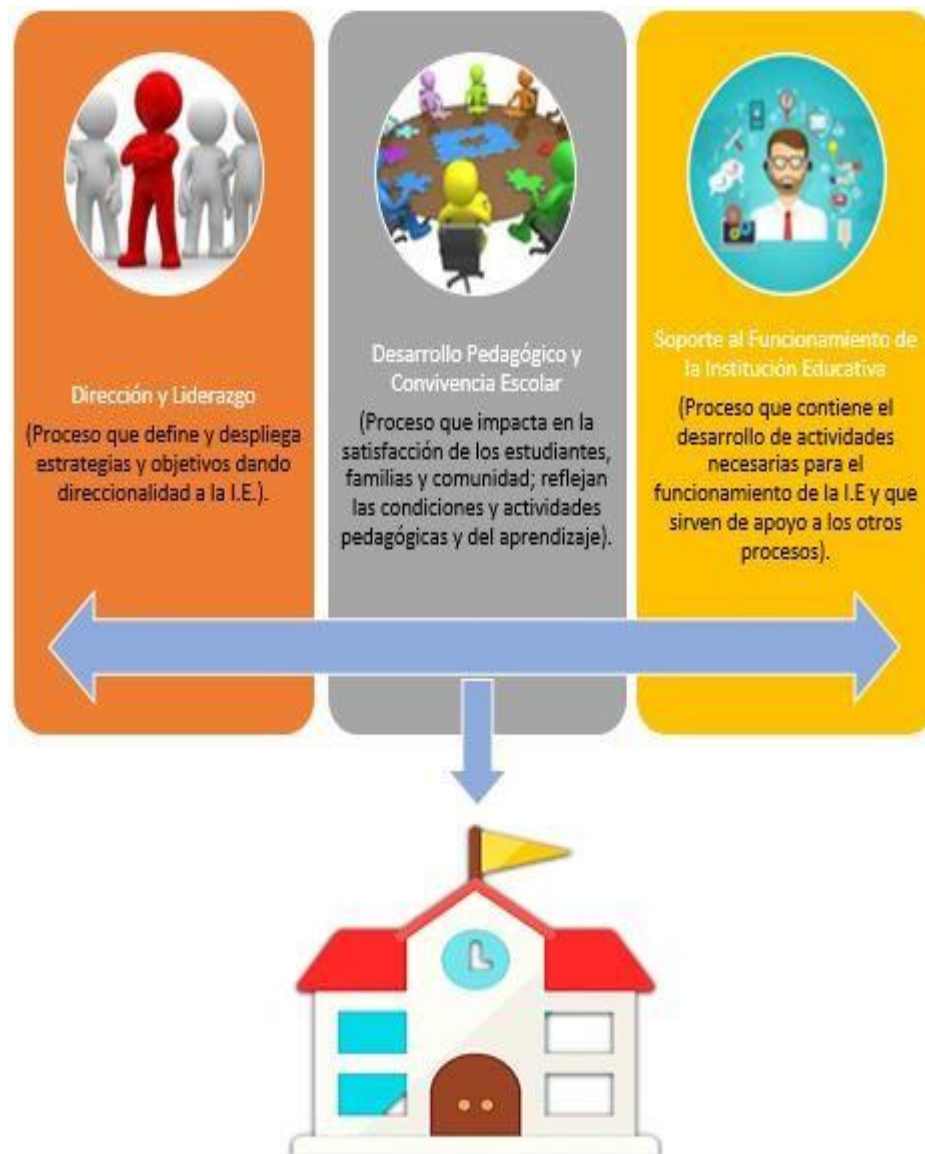 Dirección y Liderazgo
(Proceso que define y despliega
estrategias y objetivos dando
direccionalidad a la I.E.).
Desarrollo Pedagógico y
Convivencia Escolar
(Proceso que impacta en la
satisfacción de los estudiantes,
familias y comunidad; reflejan
las condiciones y actividades
pedagógicas y del aprendizaje).
Soporte al Funcionamiento de
la Institución Educativa
(Proceso que contiene el
desarrollo de actividades
necesarias para el
funcionamiento de la I.E y que
sirven de apoyo a los otros
procesos).